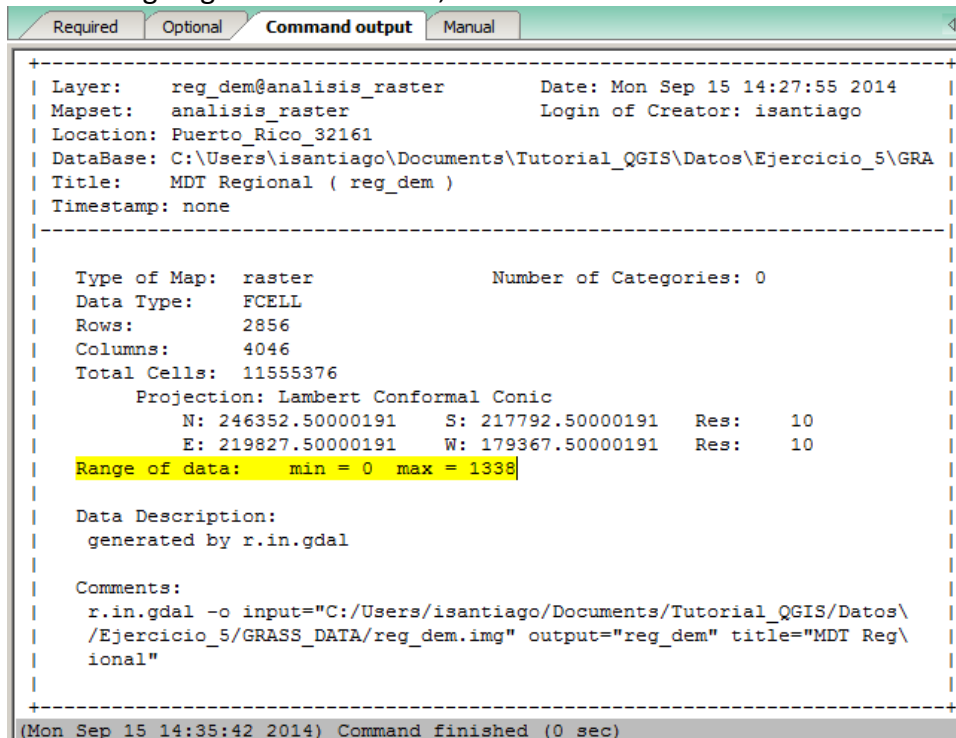 Required Optional Command output Manual
+----------------------------------------------------------------------------+
| Layer: reg_dem@analisis_raster Date: Mon Sep 15 14:27:55 2014 |
| Mapset: analisis_raster Login of Creator: isantiago |
| Location: Puerto_Rico_32161 |
| DataBase: C:\Users\isantiago\Documents\Tutorial_QGIS\Datos\Ejercicio_5\GRA |
| Title: MDT Regional ( reg_dem ) |
| Timestamp: none |
|----------------------------------------------------------------------------|
| |
| Type of Map: raster Number of Categories: 0 |
| Data Type: FCELL |
| Rows: 2856 |
| Columns: 4046 |
| Total Cells: 11555376 |
| Projection: Lambert Conformal Conic |
| N: 246352.50000191 S: 217792.50000191 Res: 10 |
| E: 219827.50000191 W: 179367.50000191 Res: 10 |
| Range of data: min = 0 max = 1338 |
| |
| Data Description: |
| generated by r.in.gdal |
| |
| Comments: |
| r.in.gdal -o input="C:/Users/isantiago/Documents/Tutorial_QGIS/Datos\ |
| /Ejercicio_5/GRASS_DATA/reg_dem.img" output="reg_dem" title="MDT Reg\ |
| ional" |
| |
+----------------------------------------------------------------------------+
(Mon Sep 15 14:35:42 2014) Command finished (0 sec)